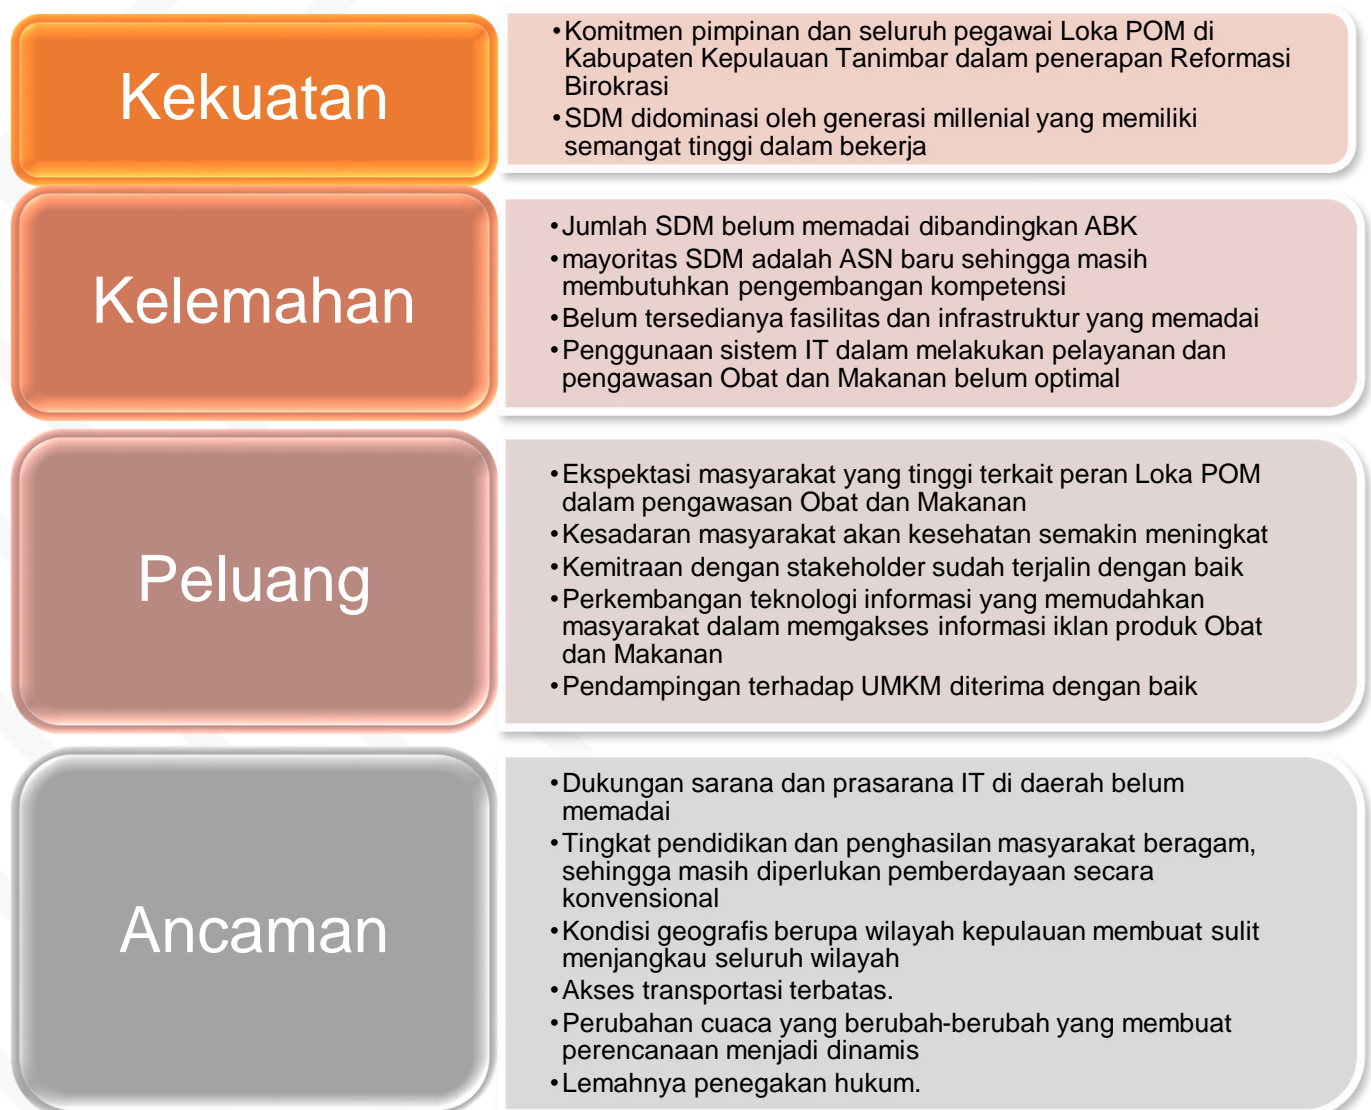 Kekuatan
•Komitmen pimpinan dan seluruh pegawai Loka POM di
Kabupaten Kepulauan Tanimbar dalam penerapan Reformasi
Birokrasi
•SDM didominasi oleh generasi millenial yang memiliki
semangat tinggi dalam bekerja
Kelemahan
•Jumlah SDM belum memadai dibandingkan ABK
•mayoritas SDM adalah ASN baru sehingga masih
membutuhkan pengembangan kompetensi
•Belum tersedianya fasilitas dan infrastruktur yang memadai
•Penggunaan sistem IT dalam melakukan pelayanan dan
pengawasan Obat dan Makanan belum optimal
Peluang
•Ekspektasi masyarakat yang tinggi terkait peran Loka POM
dalam pengawasan Obat dan Makanan
•Kesadaran masyarakat akan kesehatan semakin meningkat
•Kemitraan dengan stakeholder sudah terjalin dengan baik
•Perkembangan teknologi informasi yang memudahkan
masyarakat dalam memgakses informasi iklan produk Obat
dan Makanan
•Pendampingan terhadap UMKM diterima dengan baik
Ancaman
•Dukungan sarana dan prasarana IT di daerah belum
memadai
•Tingkat pendidikan dan penghasilan masyarakat beragam,
sehingga masih diperlukan pemberdayaan secara
konvensional
•Kondisi geografis berupa wilayah kepulauan membuat sulit
menjangkau seluruh wilayah
•Akses transportasi terbatas.
•Perubahan cuaca yang berubah-berubah yang membuat
perencanaan menjadi dinamis
•Lemahnya penegakan hukum.